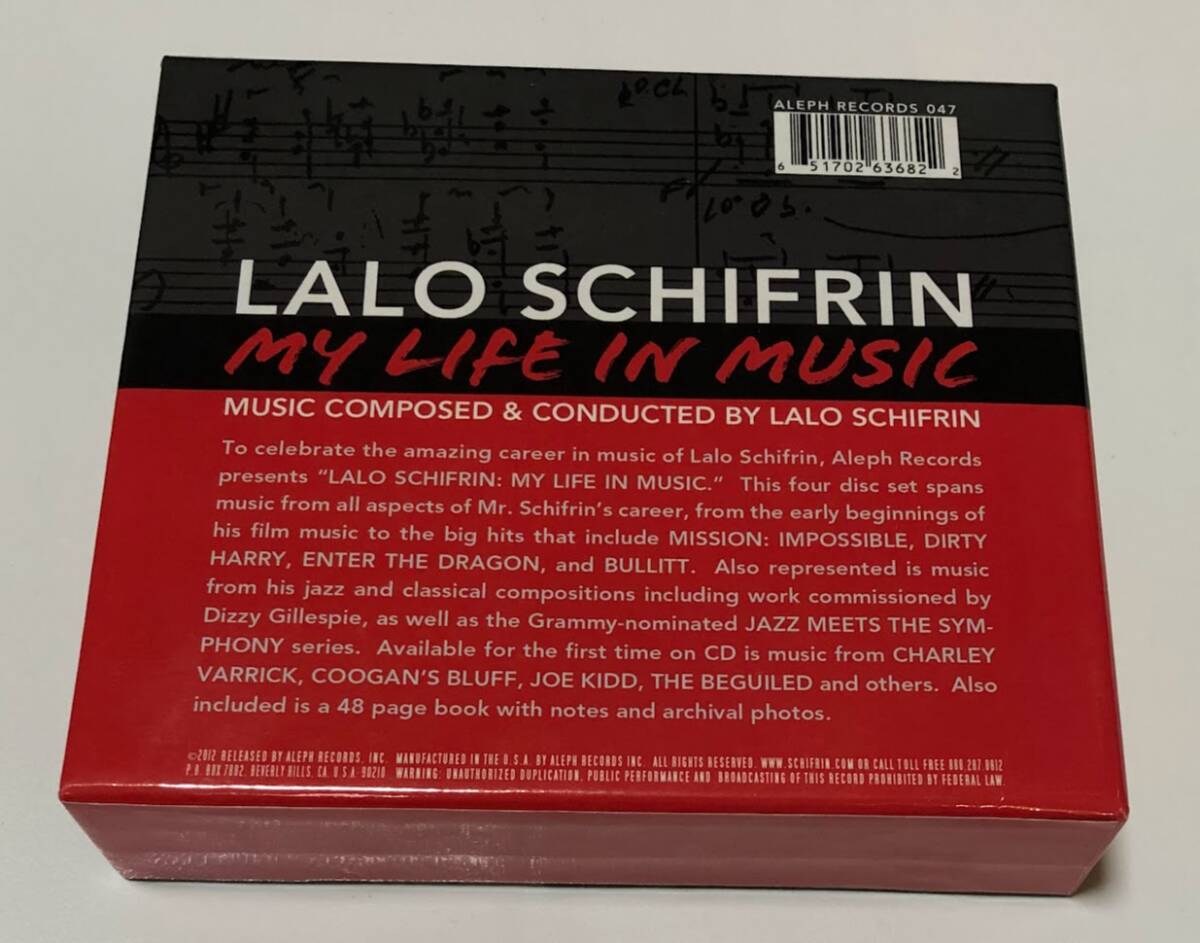 ALEPH RECORDS 047
6 51702 63682 2
LALO SCHIFRIN
MY LIFE IN MUSIC
MUSIC COMPOSED & CONDUCTED BY LALO SCHIFRIN
To celebrate the amazing career in music of Lalo Schifrin, Aleph Records
presents “LALO SCHIFRIN: MY LIFE IN MUSIC.” This four disc set spans
music from all aspects of Mr. Schifrin’s career, from the early beginnings of
his film music to the big hits that include MISSION: IMPOSSIBLE, DIRTY
HARRY, ENTER THE DRAGON, and BULLITT. Also represented is music
from his jazz and classical compositions including work commissioned by
Dizzy Gillespie, as well as the Grammy-nominated JAZZ MEETS THE SYM-
PHONY series. Available for the first time on CD is music from CHARLEY
VARRICK, COOGAN’S BLUFF, JOE KIDD, THE BEGUILED and others. Also
included is a 48 page book with notes and archival photos.
©2012 RELEASED BY ALEPH RECORDS, INC. MANUFACTURED IN THE U.S.A. BY ALEPH RECORDS INC. ALL RIGHTS RESERVED. WWW.SCHIFRIN.COM OR CALL TOLL FREE
P.O. BOX 7082, BEVERLY HILLS, CA U.S.A. 90210 WARNING: UNAUTHORIZED DUPLICATION, PUBLIC PERFORMANCE AND BROADCASTING OF THIS RECORD PROHIBITED BY FEDERAL LAW.